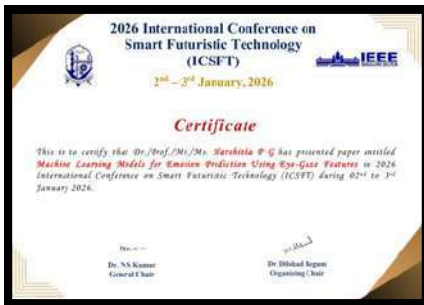 2026 International Conference on
Smart Futuristic Technology
(ICSFT)
IEEE
2nd – 3rd January, 2026
Certificate
This is to certify that Dr./Prof./Mr./Ms. Harshitia P G has presented paper entitled
Machine Learning Models for Emotion Prediction Using Eye-Gaze Features in 2026
International Conference on Smart Futuristic Technology (ICSFT) during 02nd to 3rd
January 2026.
Dr. NS Kumar
General Chair
Dr. Dilshad Begum
Organizing Chair